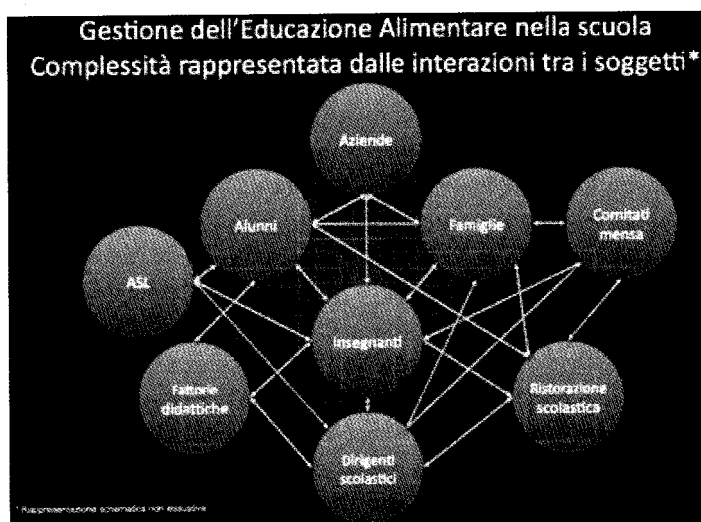 Gestione dell'Educazione Alimentare nella scuola
Complessità rappresentata dalle interazioni tra i soggetti*
Aziende
Alunni
Famiglie
Comitati
mensa
ASL
Insegnanti
Fattorie
didattiche
Ristorazione
scolastica
Dirigenti
scolastici
* Rappresentazione schematica non esaustiva